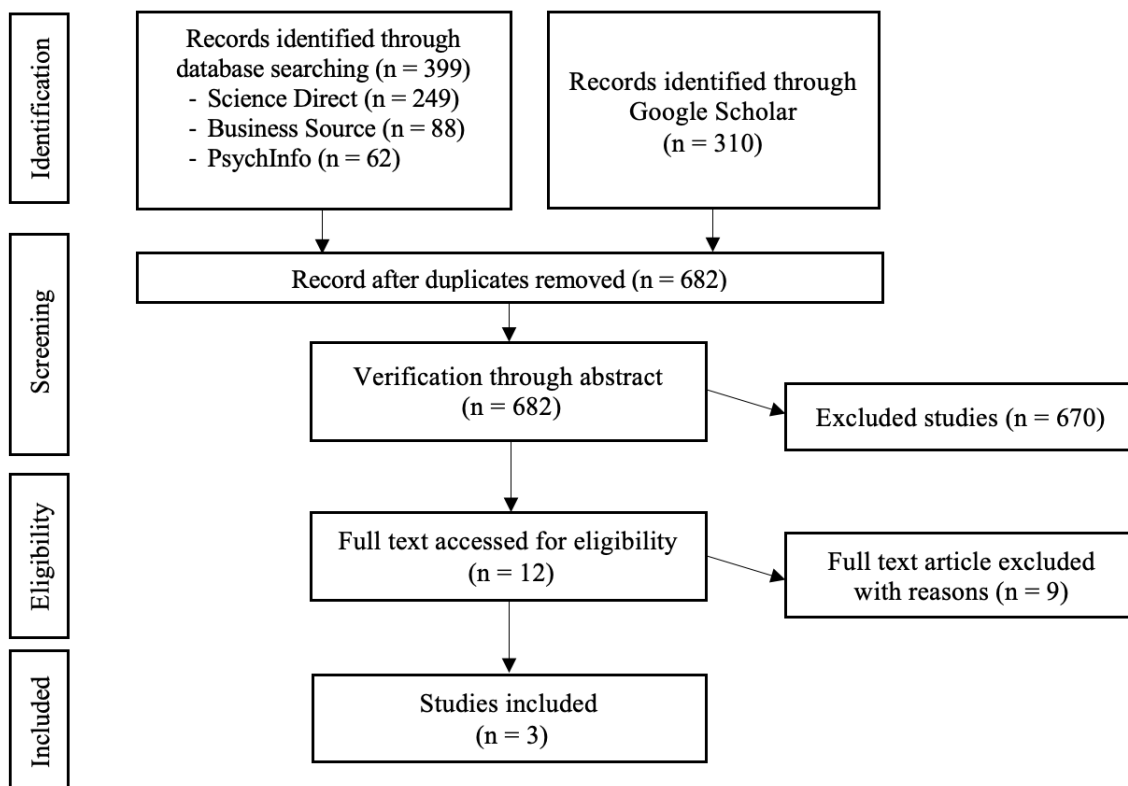 Identification
Records identified through
database searching (n = 399)
- Science Direct (n = 249)
- Business Source (n = 88)
- PsychInfo (n = 62)
Records identified through
Google Scholar
(n = 310)
Screening
Record after duplicates removed (n = 682)
Verification through abstract
(n = 682)
Excluded studies (n = 670)
Eligibility
Full text accessed for eligibility
(n = 12)
Full text article excluded
with reasons (n = 9)
Included
Studies included
(n = 3)